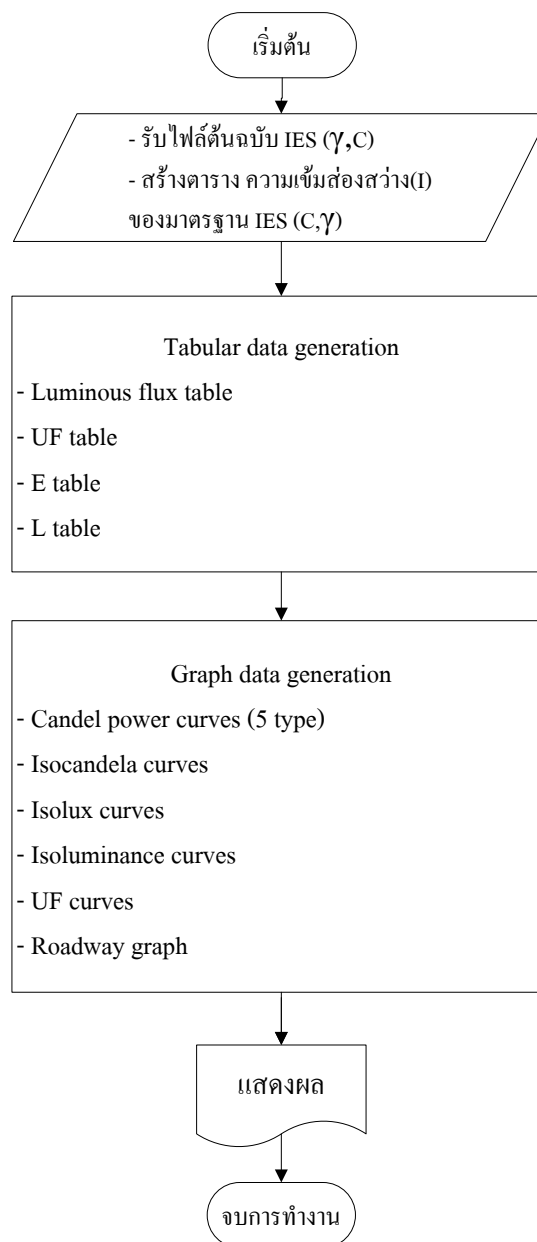 เริ่มต้น
- รับไฟล์ต้นฉบับ IES (γ,C)
- สร้างตาราง ความเข้มส่องสว่าง(I)
ของมาตรฐาน IES (C,γ)
Tabular data generation
- Luminous flux table
- UF table
- E table
- L table
Graph data generation
- Candel power curves (5 type)
- Isocandela curves
- Isolux curves
- Isoluminance curves
- UF curves
- Roadway graph
แสดงผล
จบการทำงาน